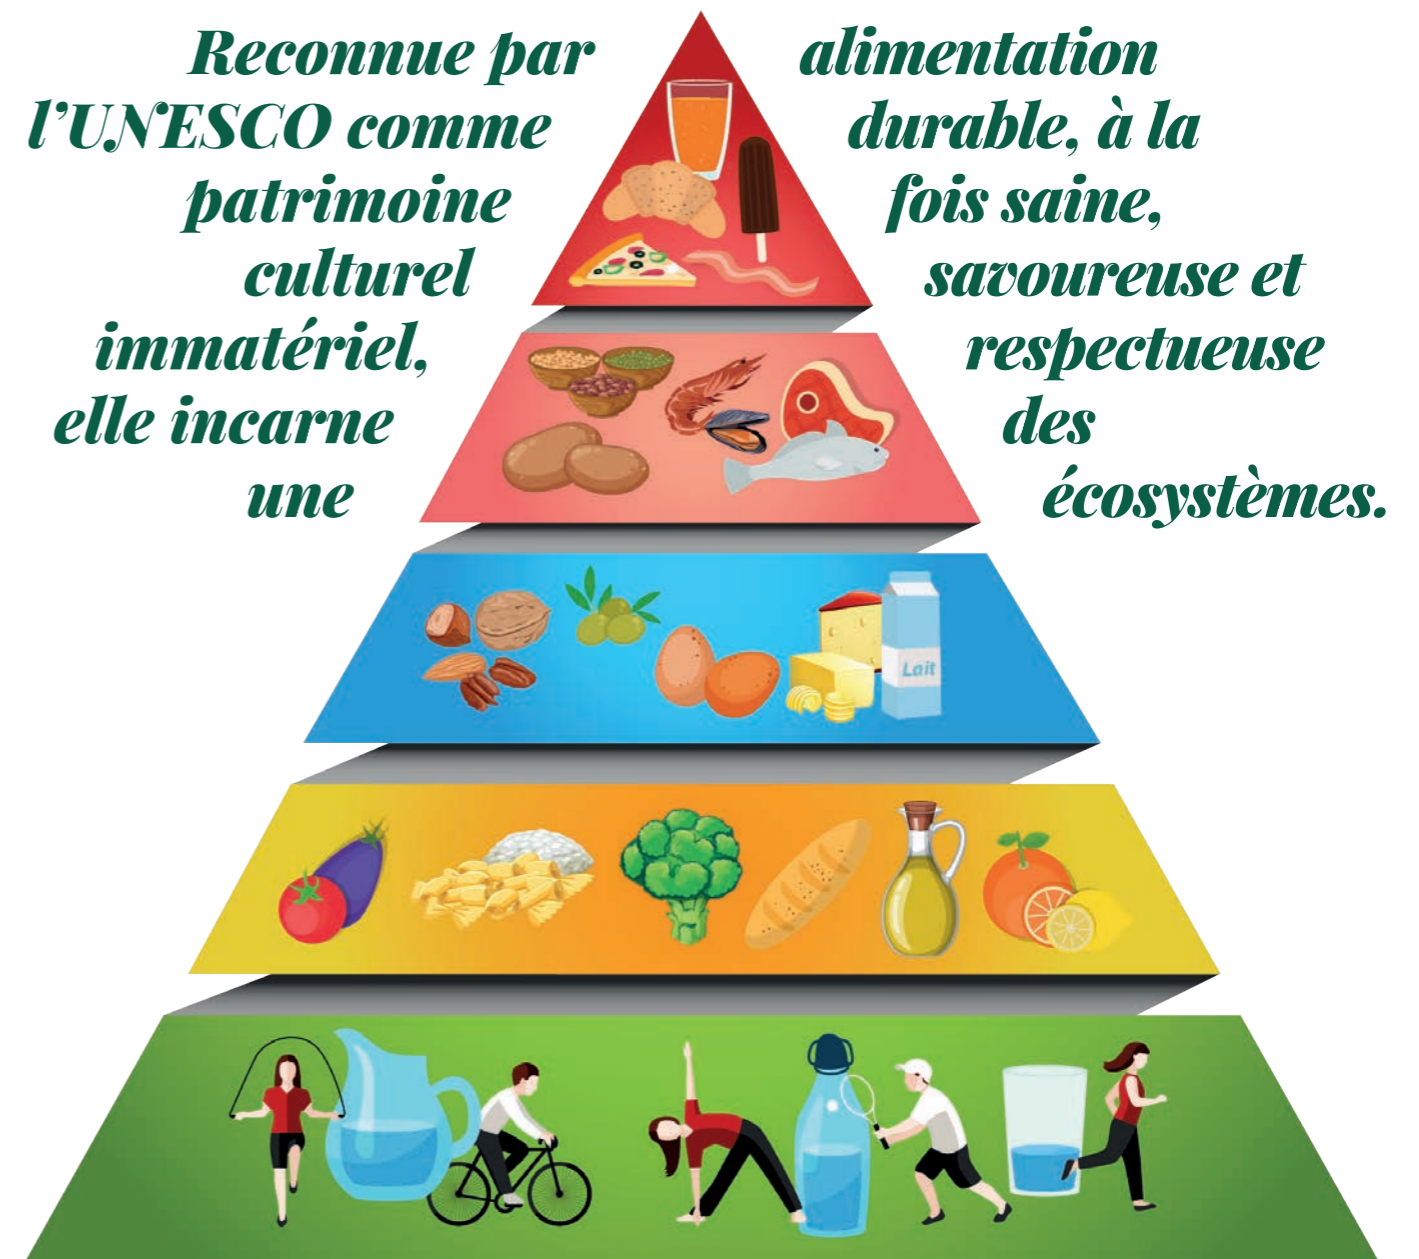 Reconnue par
l’UNESCO comme
patrimoine
culturel
immatériel,
elle incarne
une
alimentation
durable, à la
fois saine,
savoureuse et
respectueuse
des
écosystèmes.
Lait